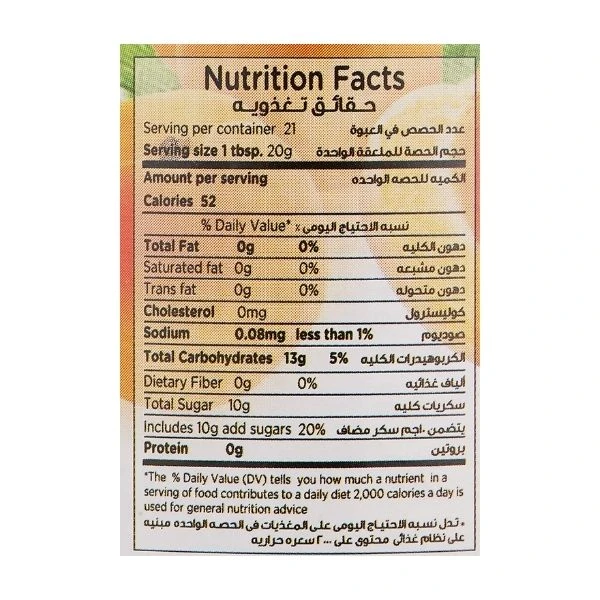 Nutrition Facts
حقائق تغذويه
Serving per container 21 عدد الحصص في العبوة
Serving size 1 tbsp. 20g حجم الحصة للملعقة الواحدة
Amount per serving الكميه للحصه الواحده
Calories 52
% Daily Value* نسبه الاحتياج اليومى %
Total Fat 0g 0% دهون الكليه
Saturated fat 0g 0% دهون مشبعه
Trans fat 0g 0% دهون متحوله
Cholesterol 0mg كوليسترول
Sodium 0.08mg less than 1% صوديوم
Total Carbohydrates 13g 5% الكربوهيدرات الكليه
Dietary Fiber 0g 0% ألياف غذائيه
Total Sugar 10g سكريات كليه
Includes 10g add sugars 20% يتضمن ١٠جم سكر مضاف
Protein 0g بروتين
*The % Daily Value (DV) tells you how much a nutrient in a
serving of food contributes to a daily diet 2,000 calories a day is
used for general nutrition advice
* تدل نسبه الاحتياج اليومى على المغذيات فى الحصه الواحده مبنيه
على نظام غذائى محتوى على ٢٠٠٠ سعره حراريه